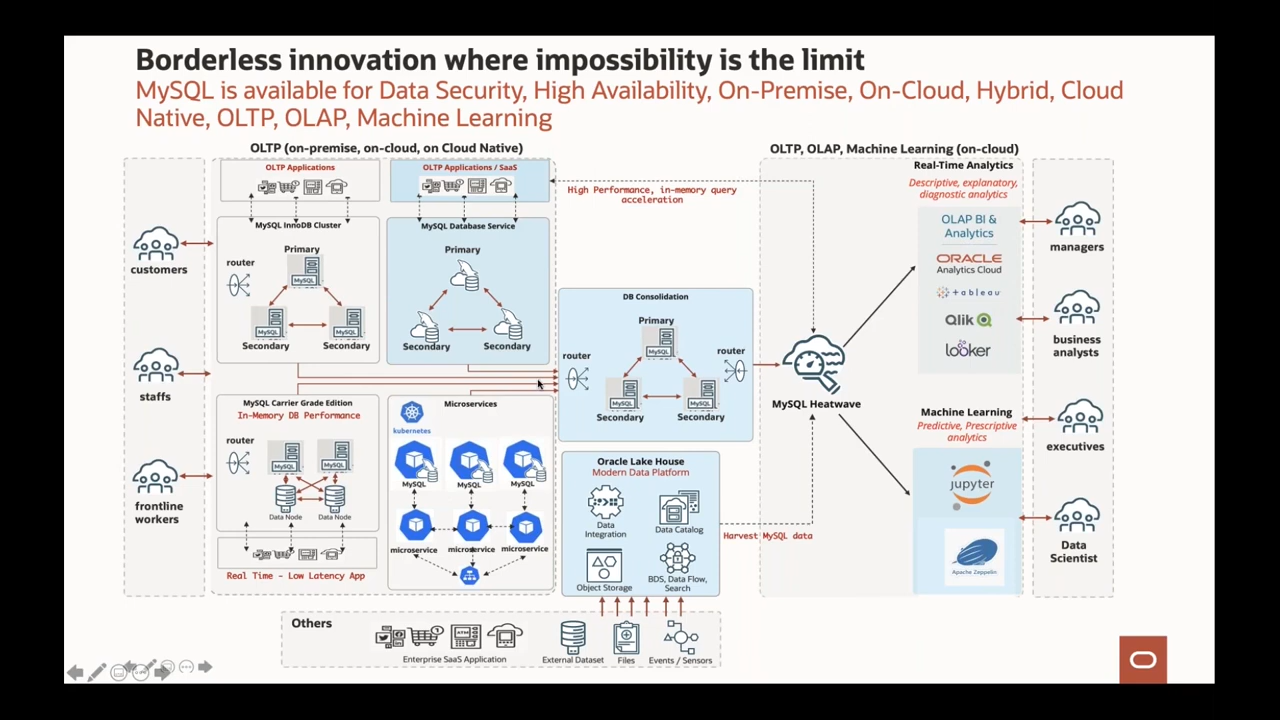 Borderless innovation where impossibility is the limit
MySQL is available for Data Security, High Availability, On-Premise, On-Cloud, Hybrid, Cloud
Native, OLTP, OLAP, Machine Learning
OLTP (on-premise, on-cloud, on Cloud Native)
OLTP, OLAP, Machine Learning (on-cloud)
OLTP Applications
OLTP Applications / SaaS
High Performance, in-memory query
acceleration
Real-Time Analytics
Descriptive, explanatory,
diagnostic analytics
customers
staffs
frontline
workers
MySQL InnoDB Cluster
Primary
router
MySQL
MySQL
MySQL
Secondary
Secondary
MySQL Database Service
Primary
Secondary
Secondary
DB Consolidation
Primary
router
router
MySQL
MySQL
MySQL
Secondary
Secondary
MySQL Heatwave
OLAP BI &
Analytics
ORACLE
Analytics Cloud
+ableau
Qlik
looker
managers
business
analysts
executives
Data
Scientist
MySQL Carrier Grade Edition
In-Memory DB Performance
router
MySQL
MySQL
Data Node
Data Node
Real Time - Low Latency App
Microservices
kubernetes
MySQL
MySQL
MySQL
microservice
microservice
microservice
Oracle Lake House
Modern Data Platform
Data
Integration
Data Catalog
Object Storage
BDS, Data Flow,
Search
Harvest MySQL data
Machine Learning
Predictive, Prescriptive
analytics
jupyter
Apache Zeppelin
Others
ATM
Enterprise SaaS Application
External Dataset
Files
Events / Sensors